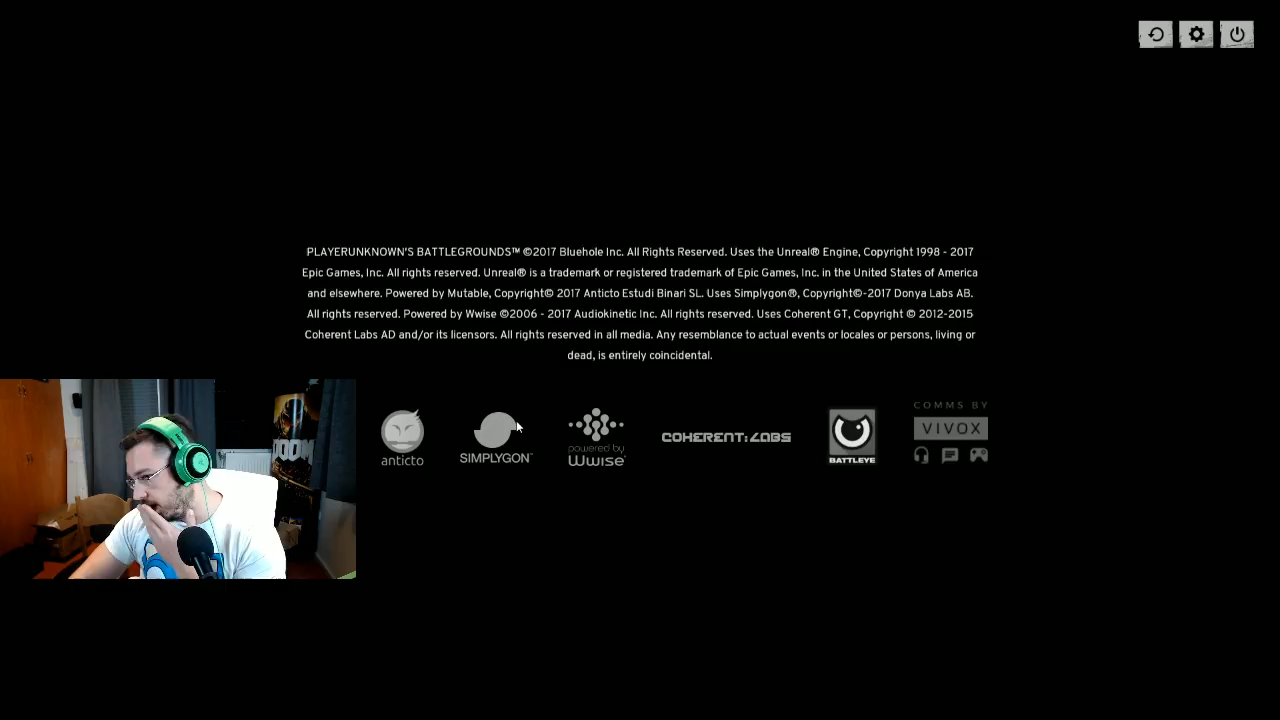 PLAYERUNKNOWN'S BATTLEGROUNDS™ ©2017 Bluehole Inc. All Rights Reserved. Uses the Unreal® Engine, Copyright 1998 - 2017
Epic Games, Inc. All rights reserved. Unreal® is a trademark or registered trademark of Epic Games, Inc. in the United States of America
and elsewhere. Powered by Mutable, Copyright© 2017 Anticto Estudi Binari SL. Uses Simplygon®, Copyright©-2017 Donya Labs AB.
All rights reserved. Powered by Wwise ©2006 - 2017 Audiokinetic Inc. All rights reserved. Uses Coherent GT, Copyright © 2012-2015
Coherent Labs AD and/or its licensors. All rights reserved in all media. Any resemblance to actual events or locales or persons, living or
dead, is entirely coincidental.
anticto
SIMPLYGON™
powered by
Wwise
COHERENT:LABS
BATTLEYE
COMMS BY
VIVOX
DOOM